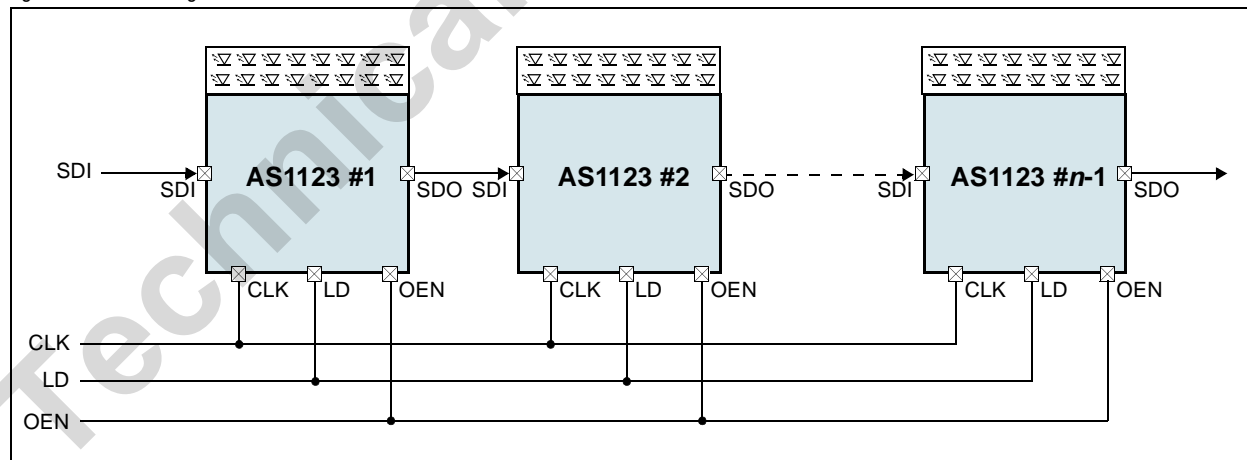 SDI
SDI
AS1123 #1
SDO
SDI
AS1123 #2
SDO
SDI
AS1123 #n-1
SDO
CLK
LD
OEN
CLK
LD
OEN
CLK
LD
OEN
CLK
LD
OEN
Technica